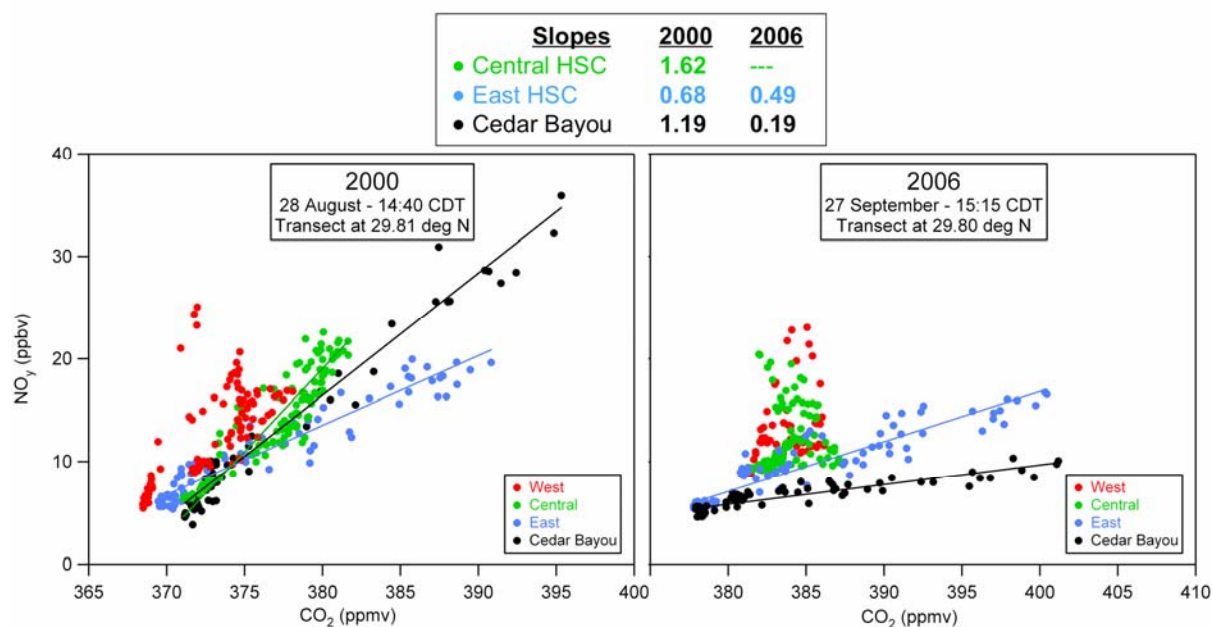 Slopes 2000 2006
Central HSC 1.62 ---
East HSC 0.68 0.49
Cedar Bayou 1.19 0.19
2000
28 August - 14:40 CDT
Transect at 29.81 deg N
2006
27 September - 15:15 CDT
Transect at 29.80 deg N
NOy (ppbv)
40
30
20
10
0
West
Central
East
Cedar Bayou
West
Central
East
Cedar Bayou
365 370 375 380 385 390 395 400
380 385 390 395 400 405 410
CO2 (ppmv)
CO2 (ppmv)